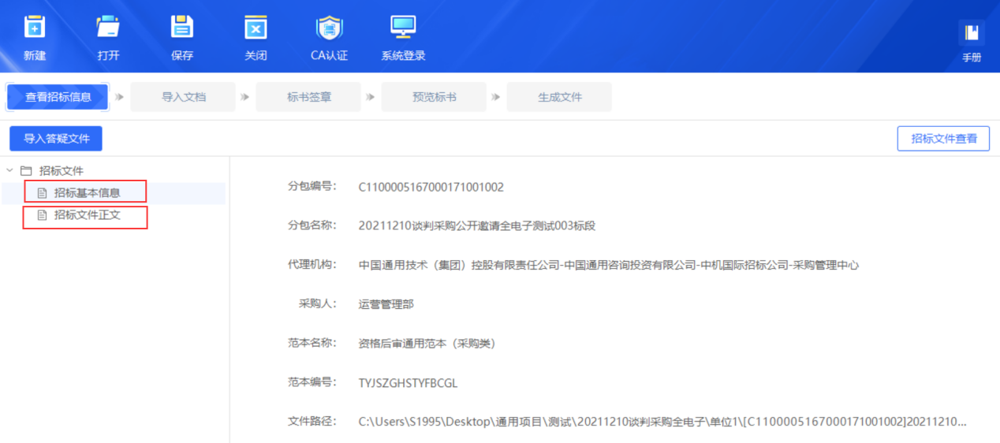 新建 打开 保存 关闭 CA认证 系统登录 手册
查看招标信息 导入文档 标书签章 预览标书 生成文件
导入答疑文件 招标文件查看
招标文件
招标基本信息
招标文件正文
分包编号： C1100005167000171001002
分包名称： 20211210谈判采购公开邀请全电子测试003标段
代理机构： 中国通用技术（集团）控股有限责任公司-中国通用咨询投资有限公司-中机国际招标公司-采购管理中心
采购人： 运营管理部
范本名称： 资格后审通用范本（采购类）
范本编号： TYJSZGHSTYFBCGL
文件路径： C:\Users\S1995\Desktop\通用项目\测试\20211210谈判采购全电子\单位1\[C1100005167000171001002]20211210...